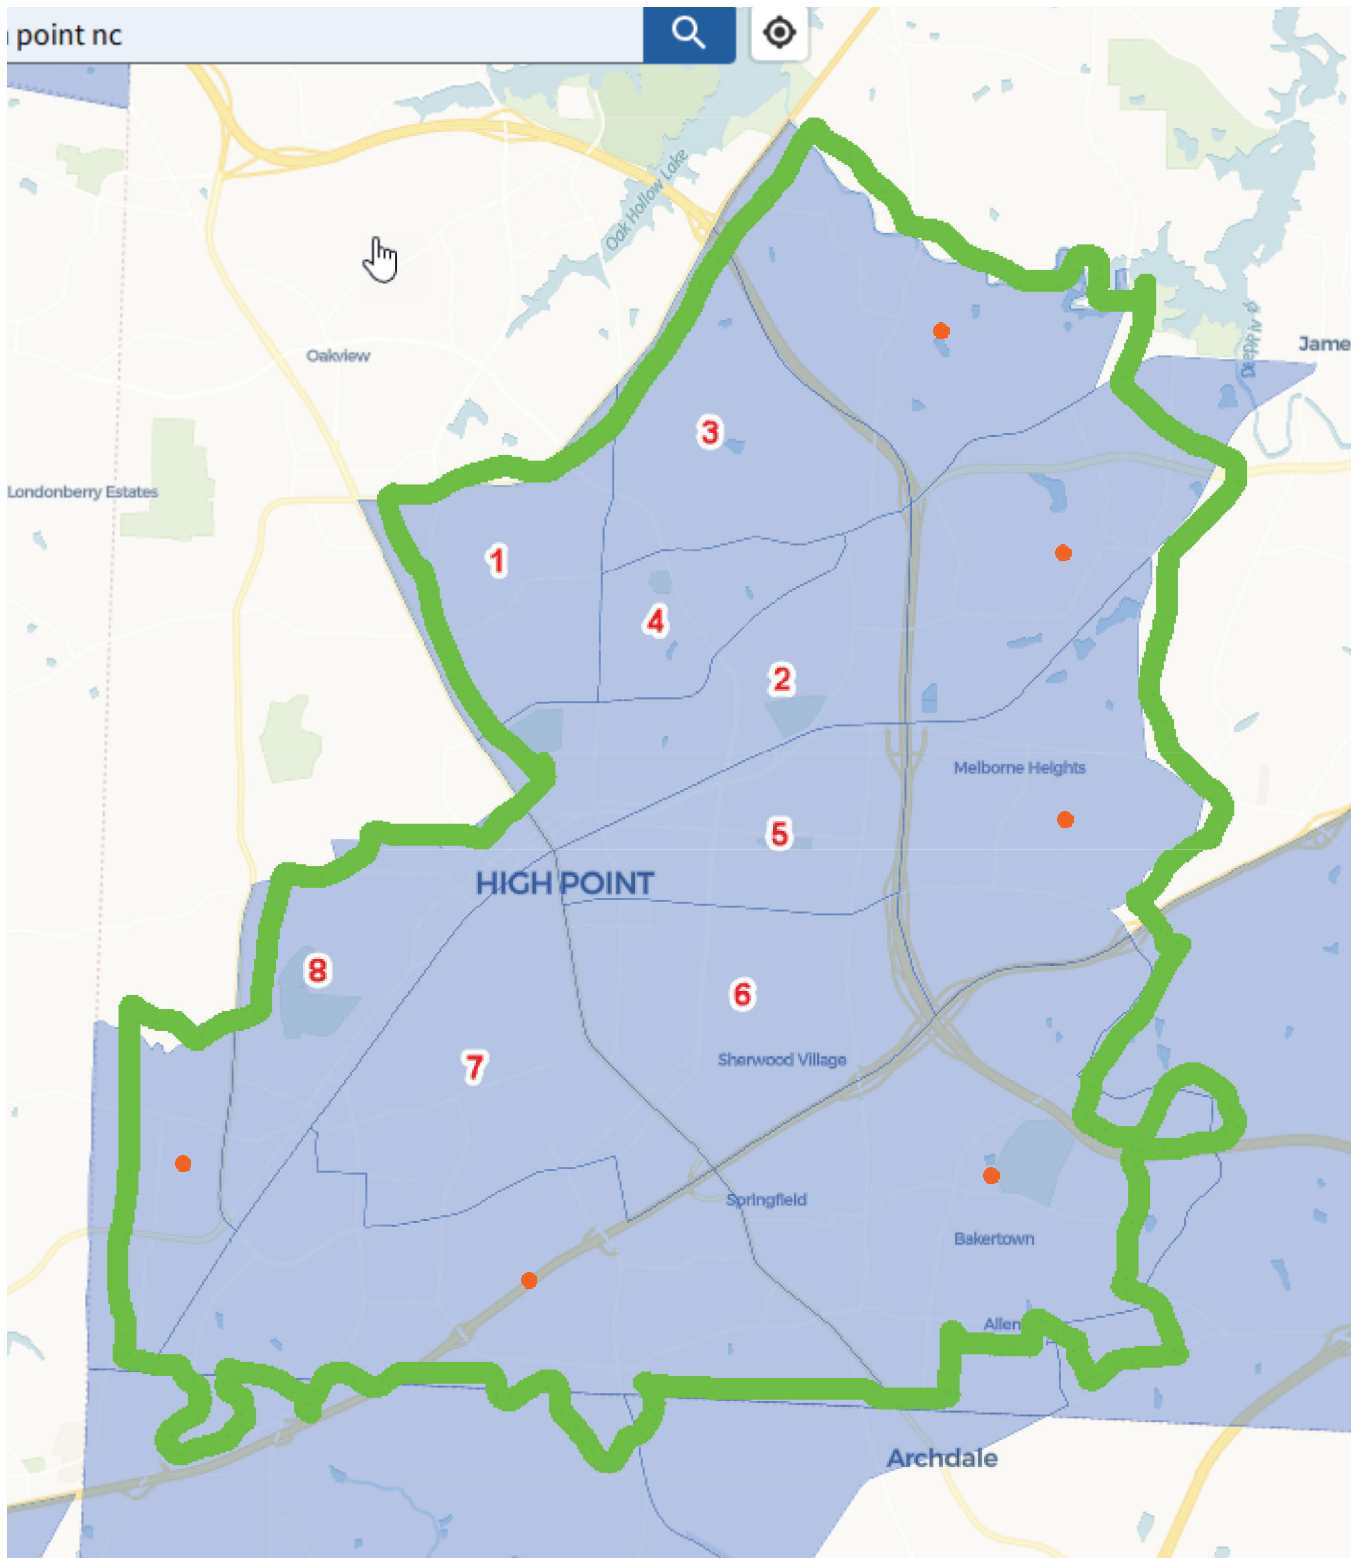 point nc
Oak Hollow Lake
Oakview
Jame
Londonberry Estates
3
1
4
2
Melborne Heights
5
HIGH POINT
8
6
Sherwood Village
7
Springfield
Bakertown
Allen
Archdale